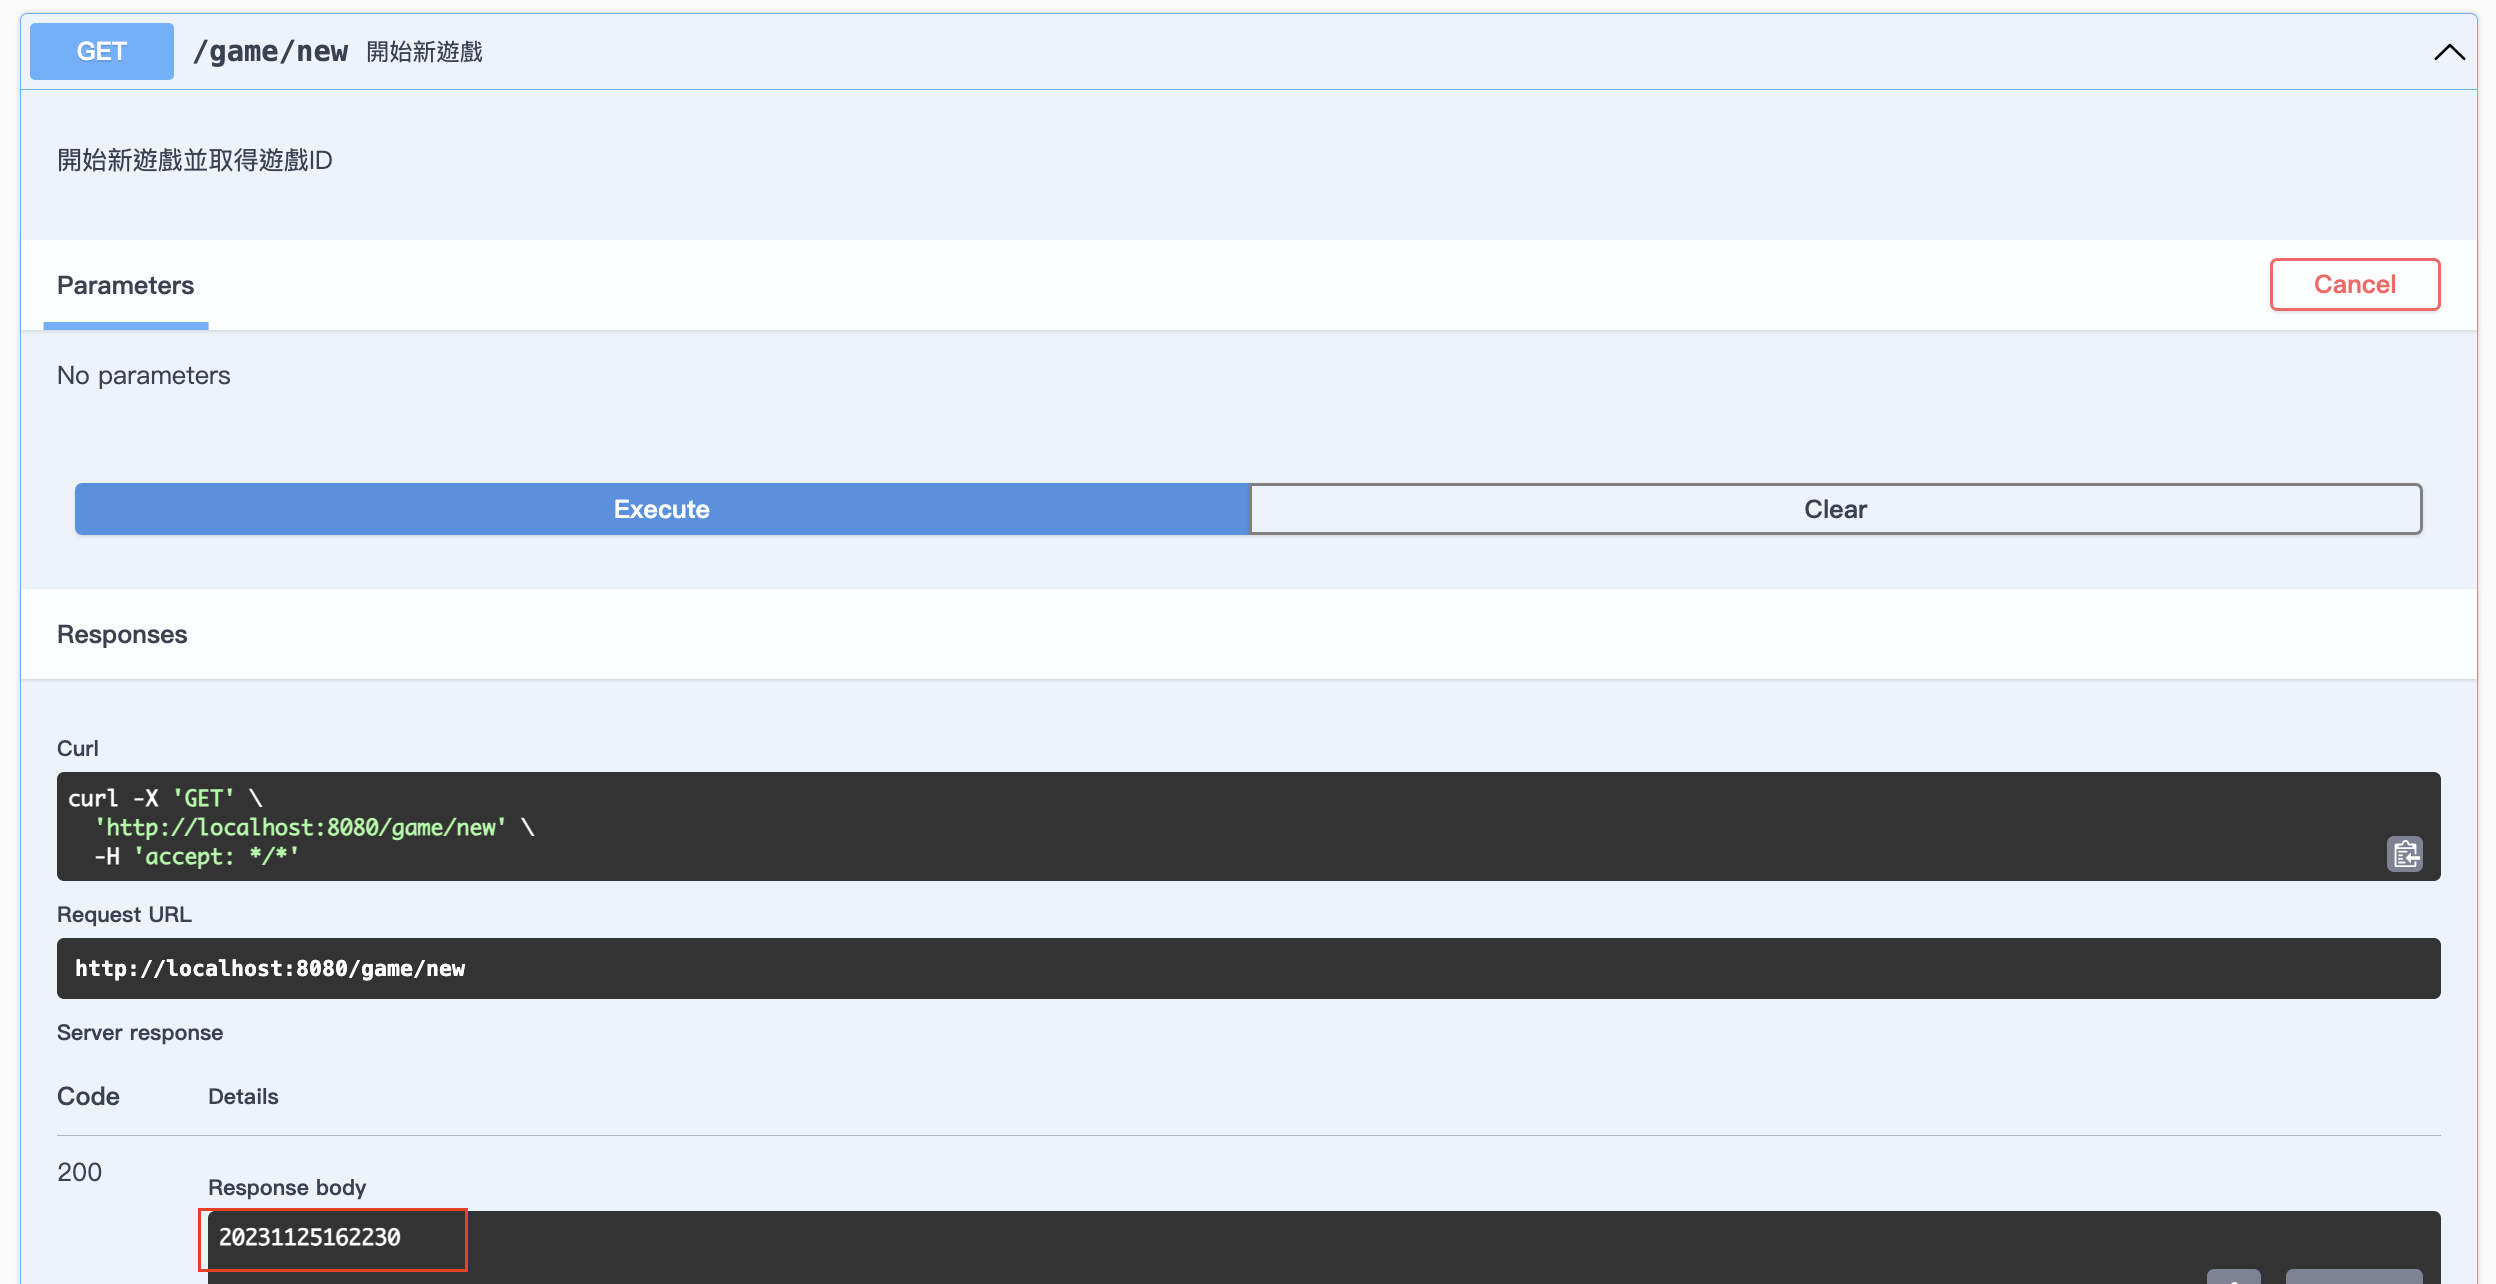 GET /game/new 開始新遊戲
開始新遊戲並取得遊戲ID
Parameters
Cancel
No parameters
Execute
Clear
Responses
Curl
curl -X 'GET' \
'http://localhost:8080/game/new' \
-H 'accept: */*'
Request URL
http://localhost:8080/game/new
Server response
Code Details
200
Response body
20231125162230